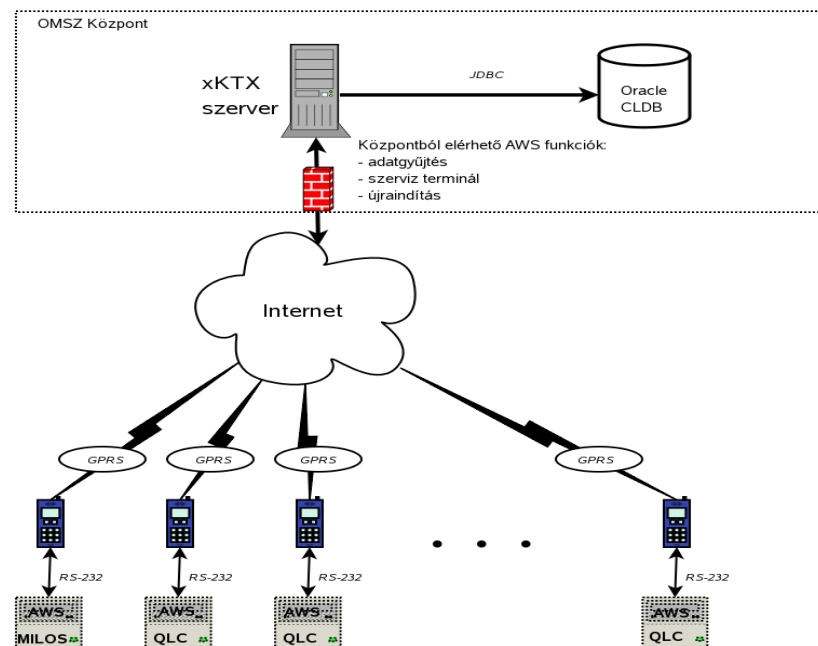 OMSZ Központ
xKTX
szerver
JDBC
Oracle
CLDB
Központból elérhető AWS funkciók:
- adatgyűjtés
- szerviz terminál
- újraindítás
Internet
GPRS GPRS GPRS GPRS
RS-232 RS-232 RS-232 RS-232
AWS AWS AWS AWS
MILOS QLC QLC QLC